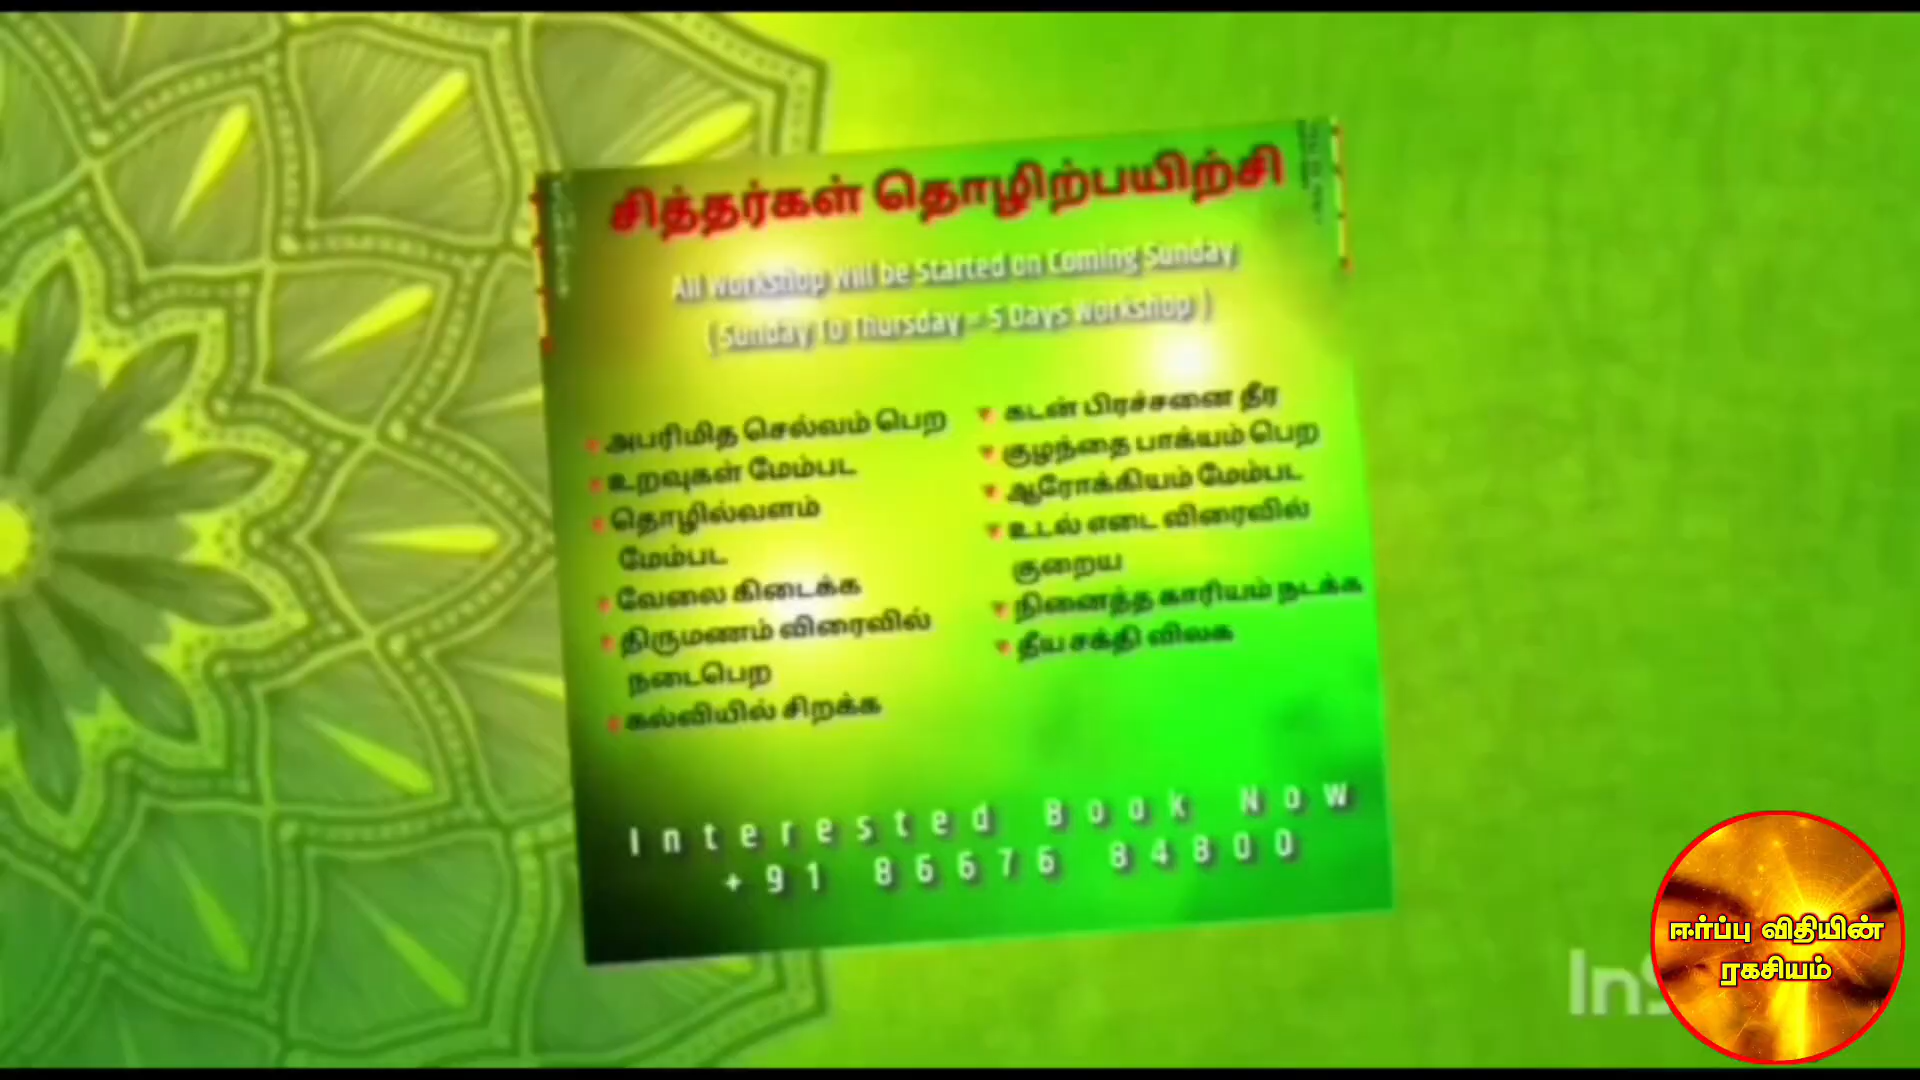 சித்தர்கள் தொழிற்பயிற்சி
All Workshop Will be Started on Coming Sunday
( Sunday To Thursday - 5 Days Workshop )
அபரிமித செல்வம் பெற
உறவுகள் மேம்பட
தொழில்வளம்
மேம்பட
வேலை கிடைக்க
திருமணம் விரைவில்
நடைபெற
கல்வியில் சிறக்க
கடன் பிரச்சனை தீர
குழந்தை பாக்யம் பெற
ஆரோக்கியம் மேம்பட
உடல் எடை விரைவில்
குறைய
நினைத்த காரியம் நடக்க
தீய சக்தி விலக
Interested Book Now
+91 86676 84800
ஈர்ப்பு விதியின்
ரகசியம்